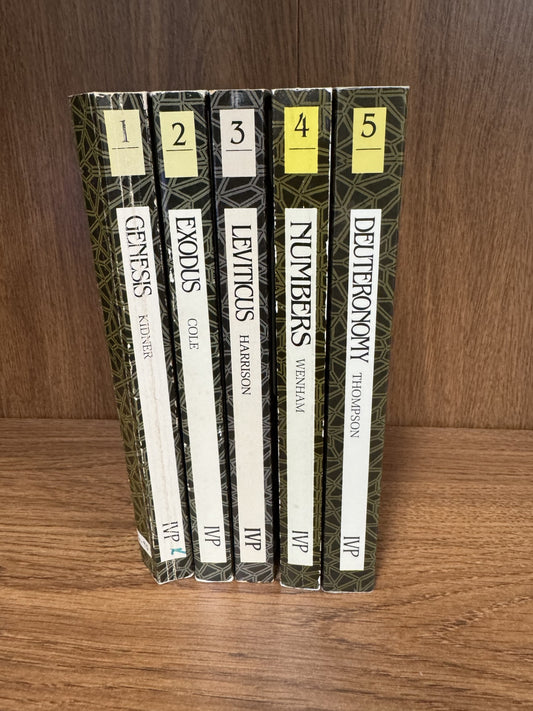 1
GENESIS KIDNER
IVP
2
EXODUS COLE
IVP
3
LEVITICUS HARRISON
IVP
4
NUMBERS WENHAM
IVP
5
DEUTERONOMY THOMPSON
IVP